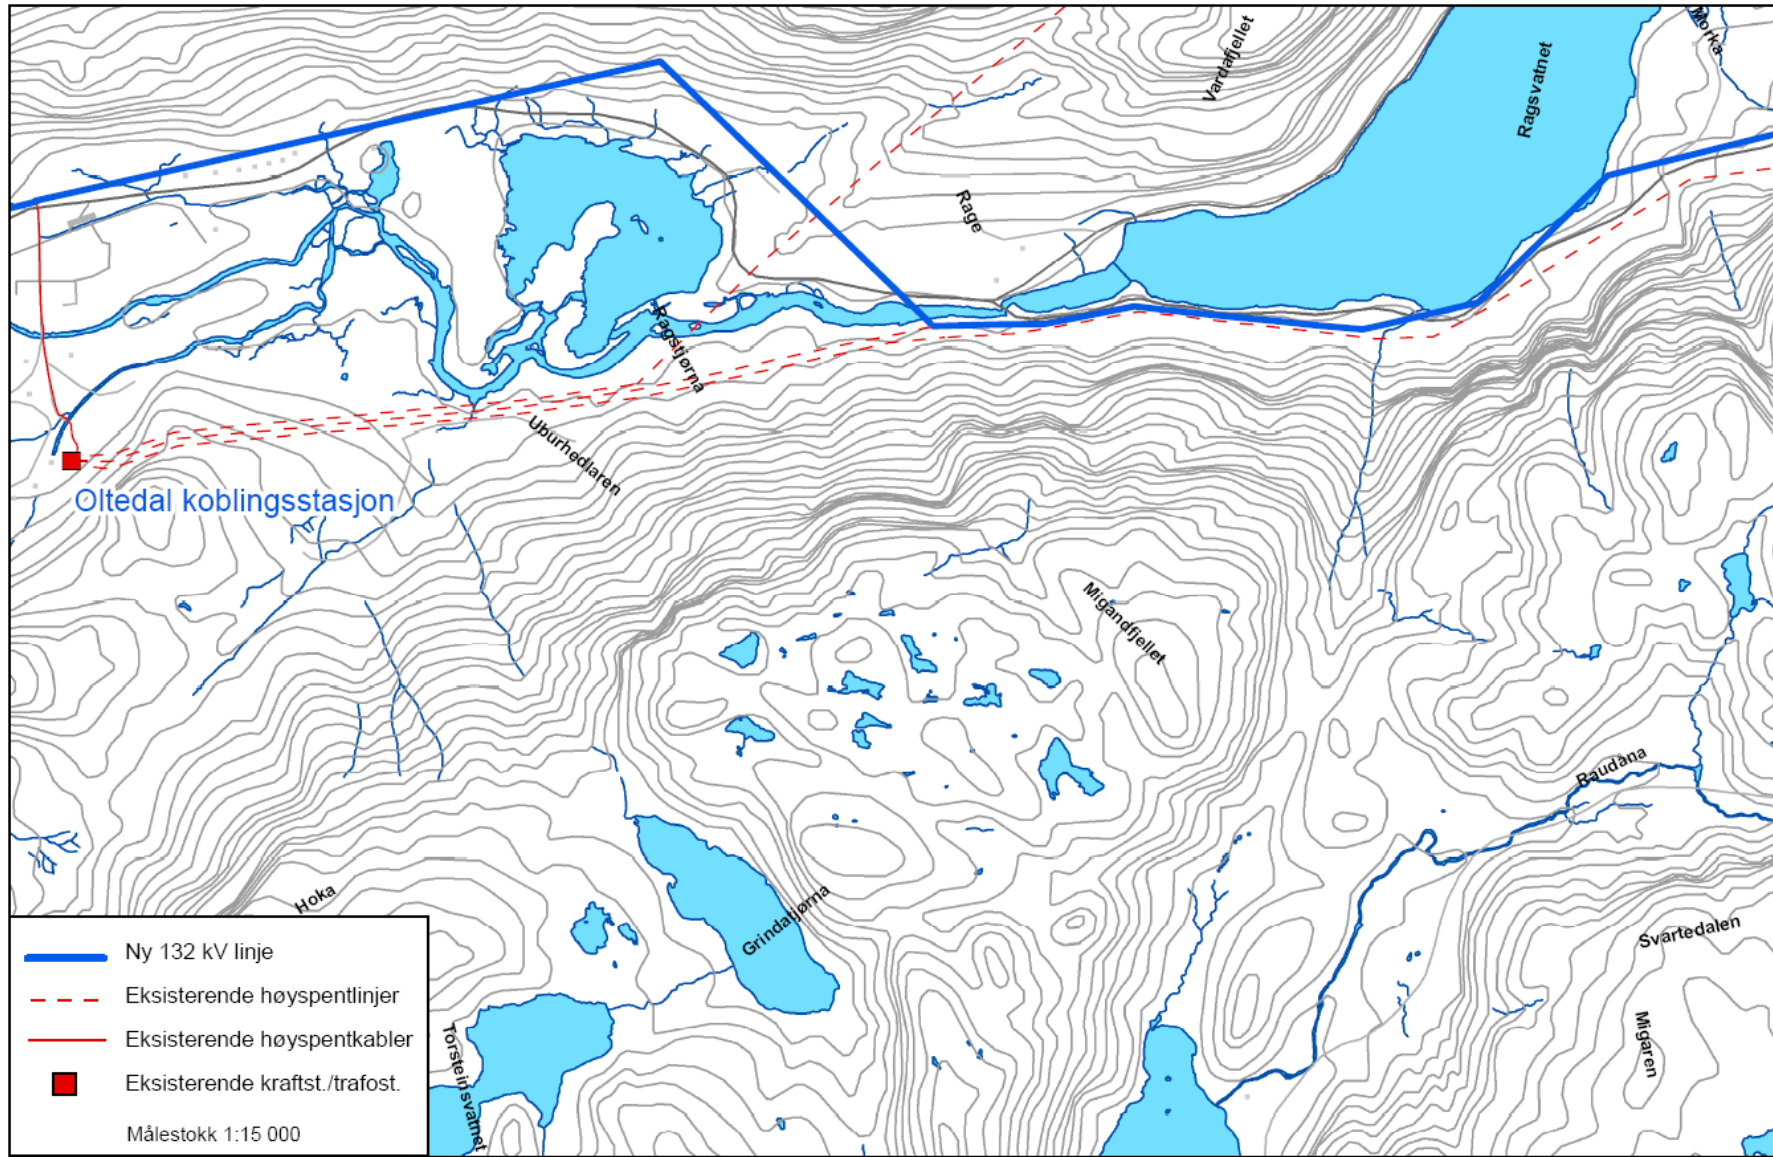 Vardafjellet
Ragsvatnet
Morka
Rage
Ragstjørna
Uburhedlaren
Oltedal koblingsstasjon
Migandfjellet
Raudåna
Hoka
Grindatjørna
Svartedalen
Torsteinsvatnet
Migaren
Ny 132 kV linje
Eksisterende høyspentlinjer
Eksisterende høyspentkabler
Eksisterende kraftst./trafost.
Målestokk 1:15 000